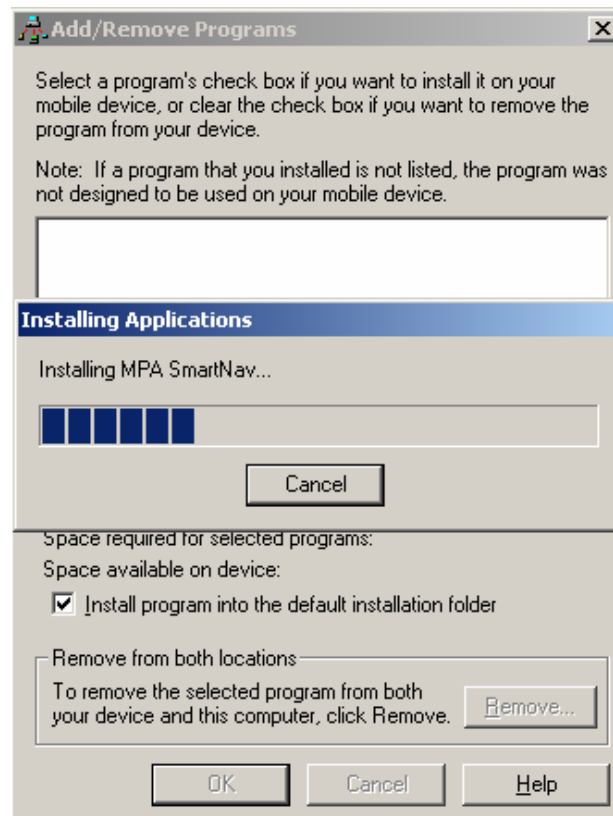 Add/Remove Programs
Select a program's check box if you want to install it on your
mobile device, or clear the check box if you want to remove the
program from your device.
Note: If a program that you installed is not listed, the program was
not designed to be used on your mobile device.
Installing Applications
Installing MPA SmartNav...
Cancel
Space required for selected programs:
Space available on device:
Install program into the default installation folder
Remove from both locations
To remove the selected program from both
your device and this computer, click Remove.
Remove...
OK
Cancel
Help